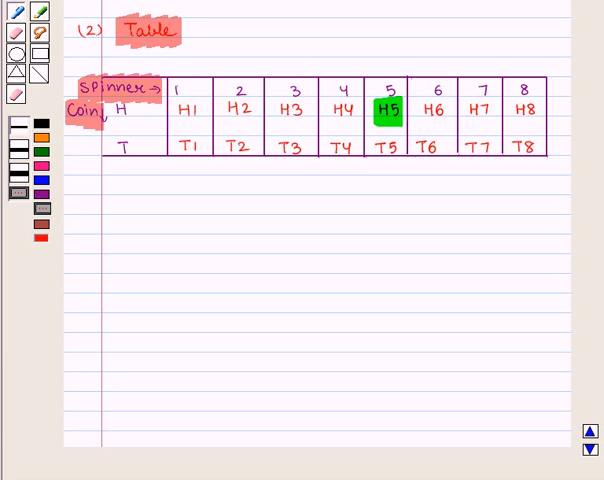 (2) Table
Spinner→ 1 2 3 4 5 6 7 8
Coin↓ H H1 H2 H3 H4 H5 H6 H7 H8
T T1 T2 T3 T4 T5 T6 T7 T8